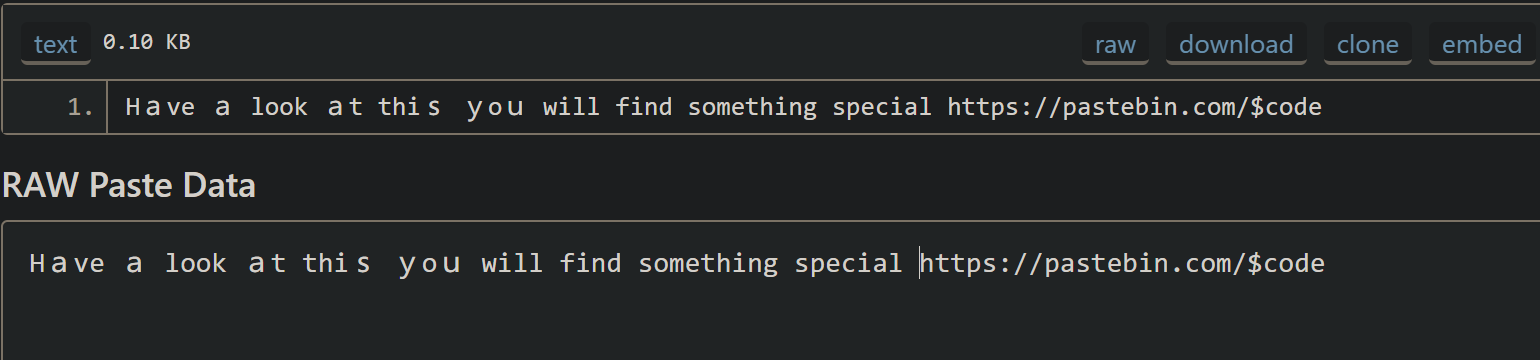 text 0.10 KB raw download clone embed
1. Have a look at this you will find something special https://pastebin.com/$code
RAW Paste Data
Have a look at this you will find something special https://pastebin.com/$code